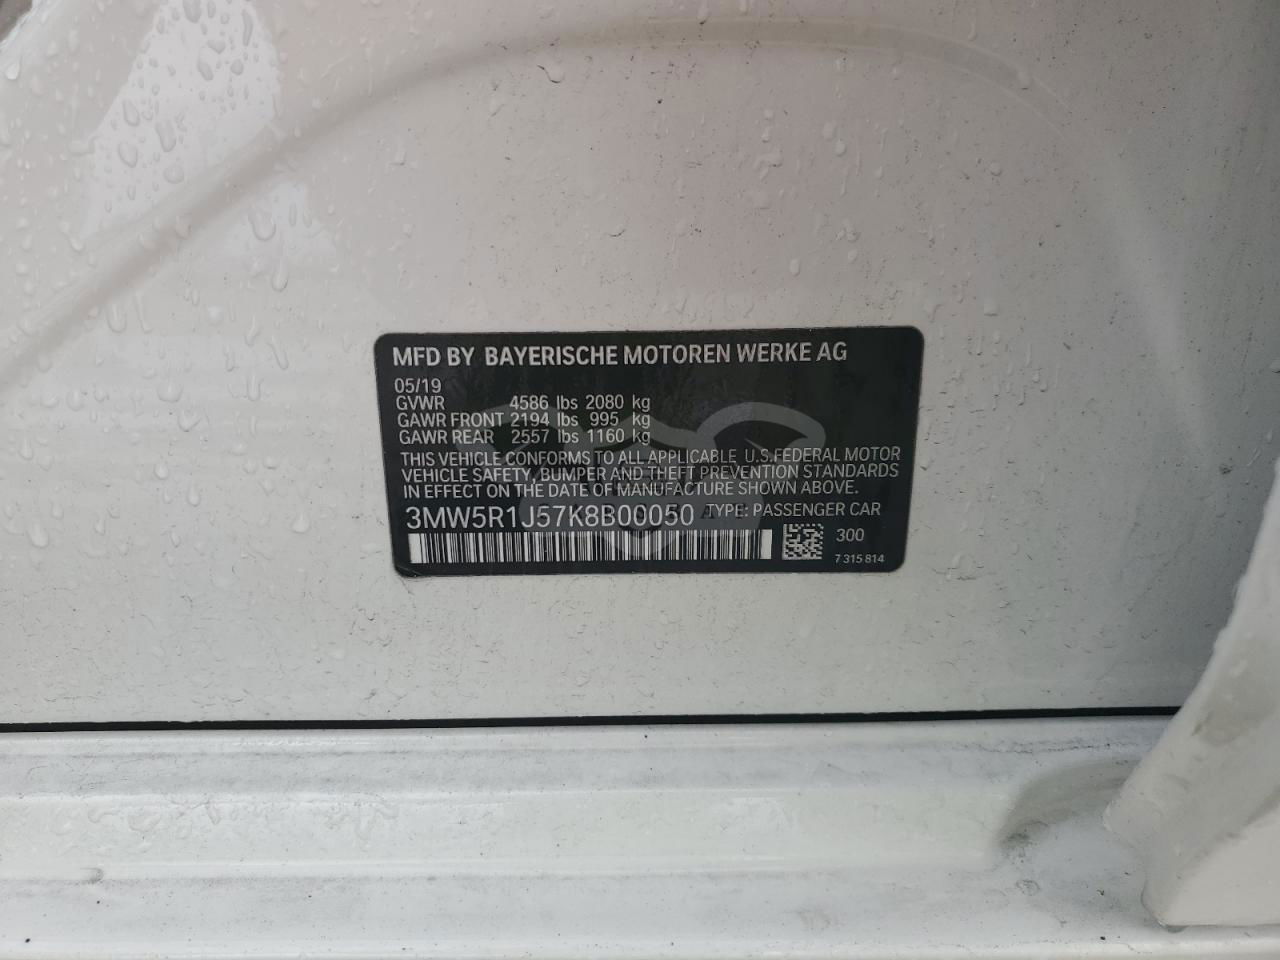 MFD BY BAYERISCHE MOTOREN WERKE AG
05/19
GVWR 4586 lbs 2080 kg
GAWR FRONT 2194 lbs 995 kg
GAWR REAR 2557 lbs 1160 kg
THIS VEHICLE CONFORMS TO ALL APPLICABLE U.S.FEDERAL MOTOR
VEHICLE SAFETY, BUMPER AND THEFT PREVENTION STANDARDS
IN EFFECT ON THE DATE OF MANUFACTURE SHOWN ABOVE.
3MW5R1J57K8B00050 TYPE: PASSENGER CAR
300
7 315 814